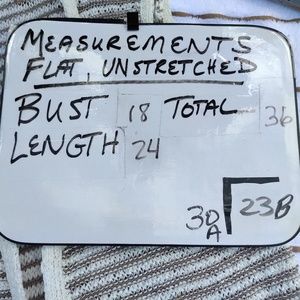 MEASUREMENTS
FLAT, UNSTRETCHED
BUST 18 TOTAL 36
LENGTH 24
30A 23B